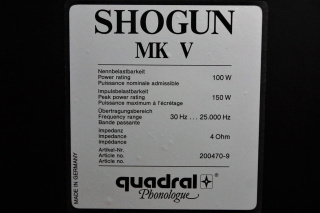 SHOGUN
MK V
Nennbelastbarkeit
Power rating 100 W
Puissance nominale admissible
Impulsbelastbarkeit
Peak power rating 150 W
Puissance maximum à l'écrétage
Übertragungsbereich
Frequency range 30 Hz ... 25.000 Hz
Bande passante
Impedanz
Impedance 4 Ohm
Impédance
Artikel-Nr.
Article no. 200470-9
Article no.
MADE IN GERMANY
quadral
Phonologue